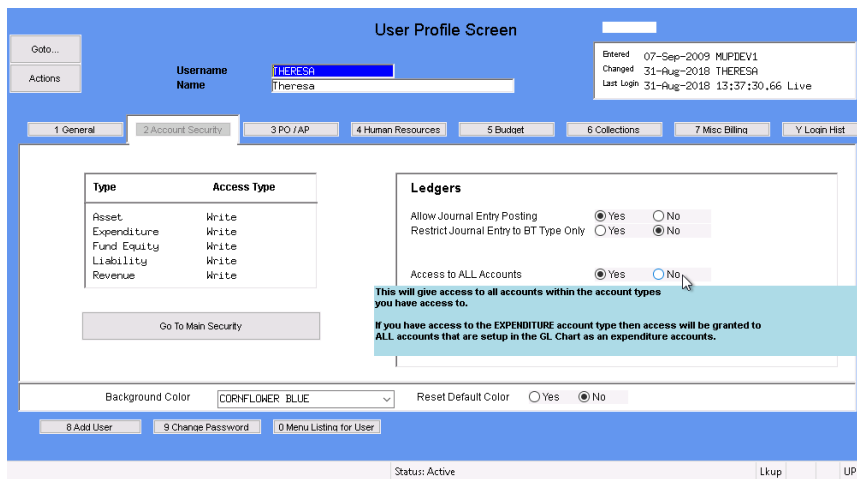 User Profile Screen
Goto...
Actions
Username THERESA
Name Theresa
Entered 07-Sep-2009 MUPDEV1
Changed 31-Aug-2018 THERESA
Last Login 31-Aug-2018 13:37:30.66 Live
1 General 2 Account Security 3 PO / AP 4 Human Resources 5 Budget 6 Collections 7 Misc Billing Y Login Hist
Type Access Type
Asset Write
Expenditure Write
Fund Equity Write
Liability Write
Revenue Write
Go To Main Security
Ledgers
Allow Journal Entry Posting Yes No
Restrict Journal Entry to BT Type Only Yes No
Access to ALL Accounts Yes No
This will give access to all accounts within the account types
you have access to.
If you have access to the EXPENDITURE account type then access will be granted to
ALL accounts that are setup in the GL Chart as an expenditure accounts.
Background Color CORNFLOWER BLUE Reset Default Color Yes No
8 Add User 9 Change Password 0 Menu Listing for User
Status: Active Lkup UP